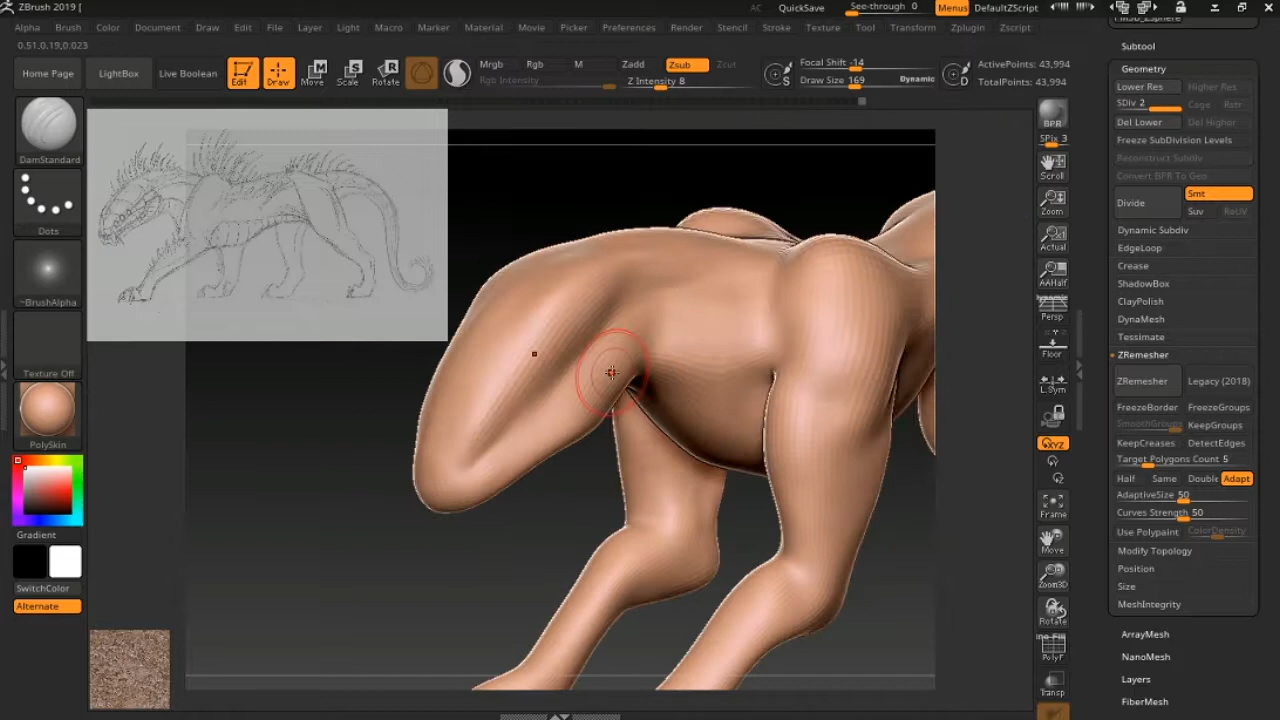 ZBrush 2019 [
AC QuickSave See-through 0 Menus DefaultZScript
Alpha Brush Color Document Draw Edit File Layer Light Macro Marker Material Movie Picker Preferences Render Stencil Stroke Texture Tool Transform Zplugin Zscript
0.51,0.19,0.023
Home Page LightBox Live Boolean Edit Draw Move Scale Rotate
Mrgb Rgb M Zadd Zsub Zcut
Rgb Intensity Z Intensity 8
Focal Shift -14
Draw Size 169 Dynamic
ActivePoints: 43,994
TotalPoints: 43,994
S
D
DamStandard
Dots
~BrushAlpha
Texture Off
PolySkin
Gradient
SwitchColor
Alternate
BPR
SPix 3
Scroll
Zoom
Actual
AAHalf
Dynamic
Persp
Floor
L.Sym
XYZ
Frame
Move
Zoom3D
Rotate
PolyF
Transp
Subtool
Geometry
Lower Res Higher Res
SDiv 2 Cage Rstr
Del Lower Del Higher
Freeze SubDivision Levels
Reconstruct Subdiv
Convert BPR To Geo
Divide Smt
Suv ReUV
Dynamic Subdiv
EdgeLoop
Crease
ShadowBox
ClayPolish
DynaMesh
Tessimate
ZRemesher
ZRemesher Legacy (2018)
FreezeBorder FreezeGroups
SmoothGroups KeepGroups
KeepCreases DetectEdges
Target Polygons Count 5
Half Same Double Adapt
AdaptiveSize 50
Curves Strength 50
Use Polypaint ColorDensity
Modify Topology
Position
Size
MeshIntegrity
ArrayMesh
NanoMesh
Layers
FiberMesh